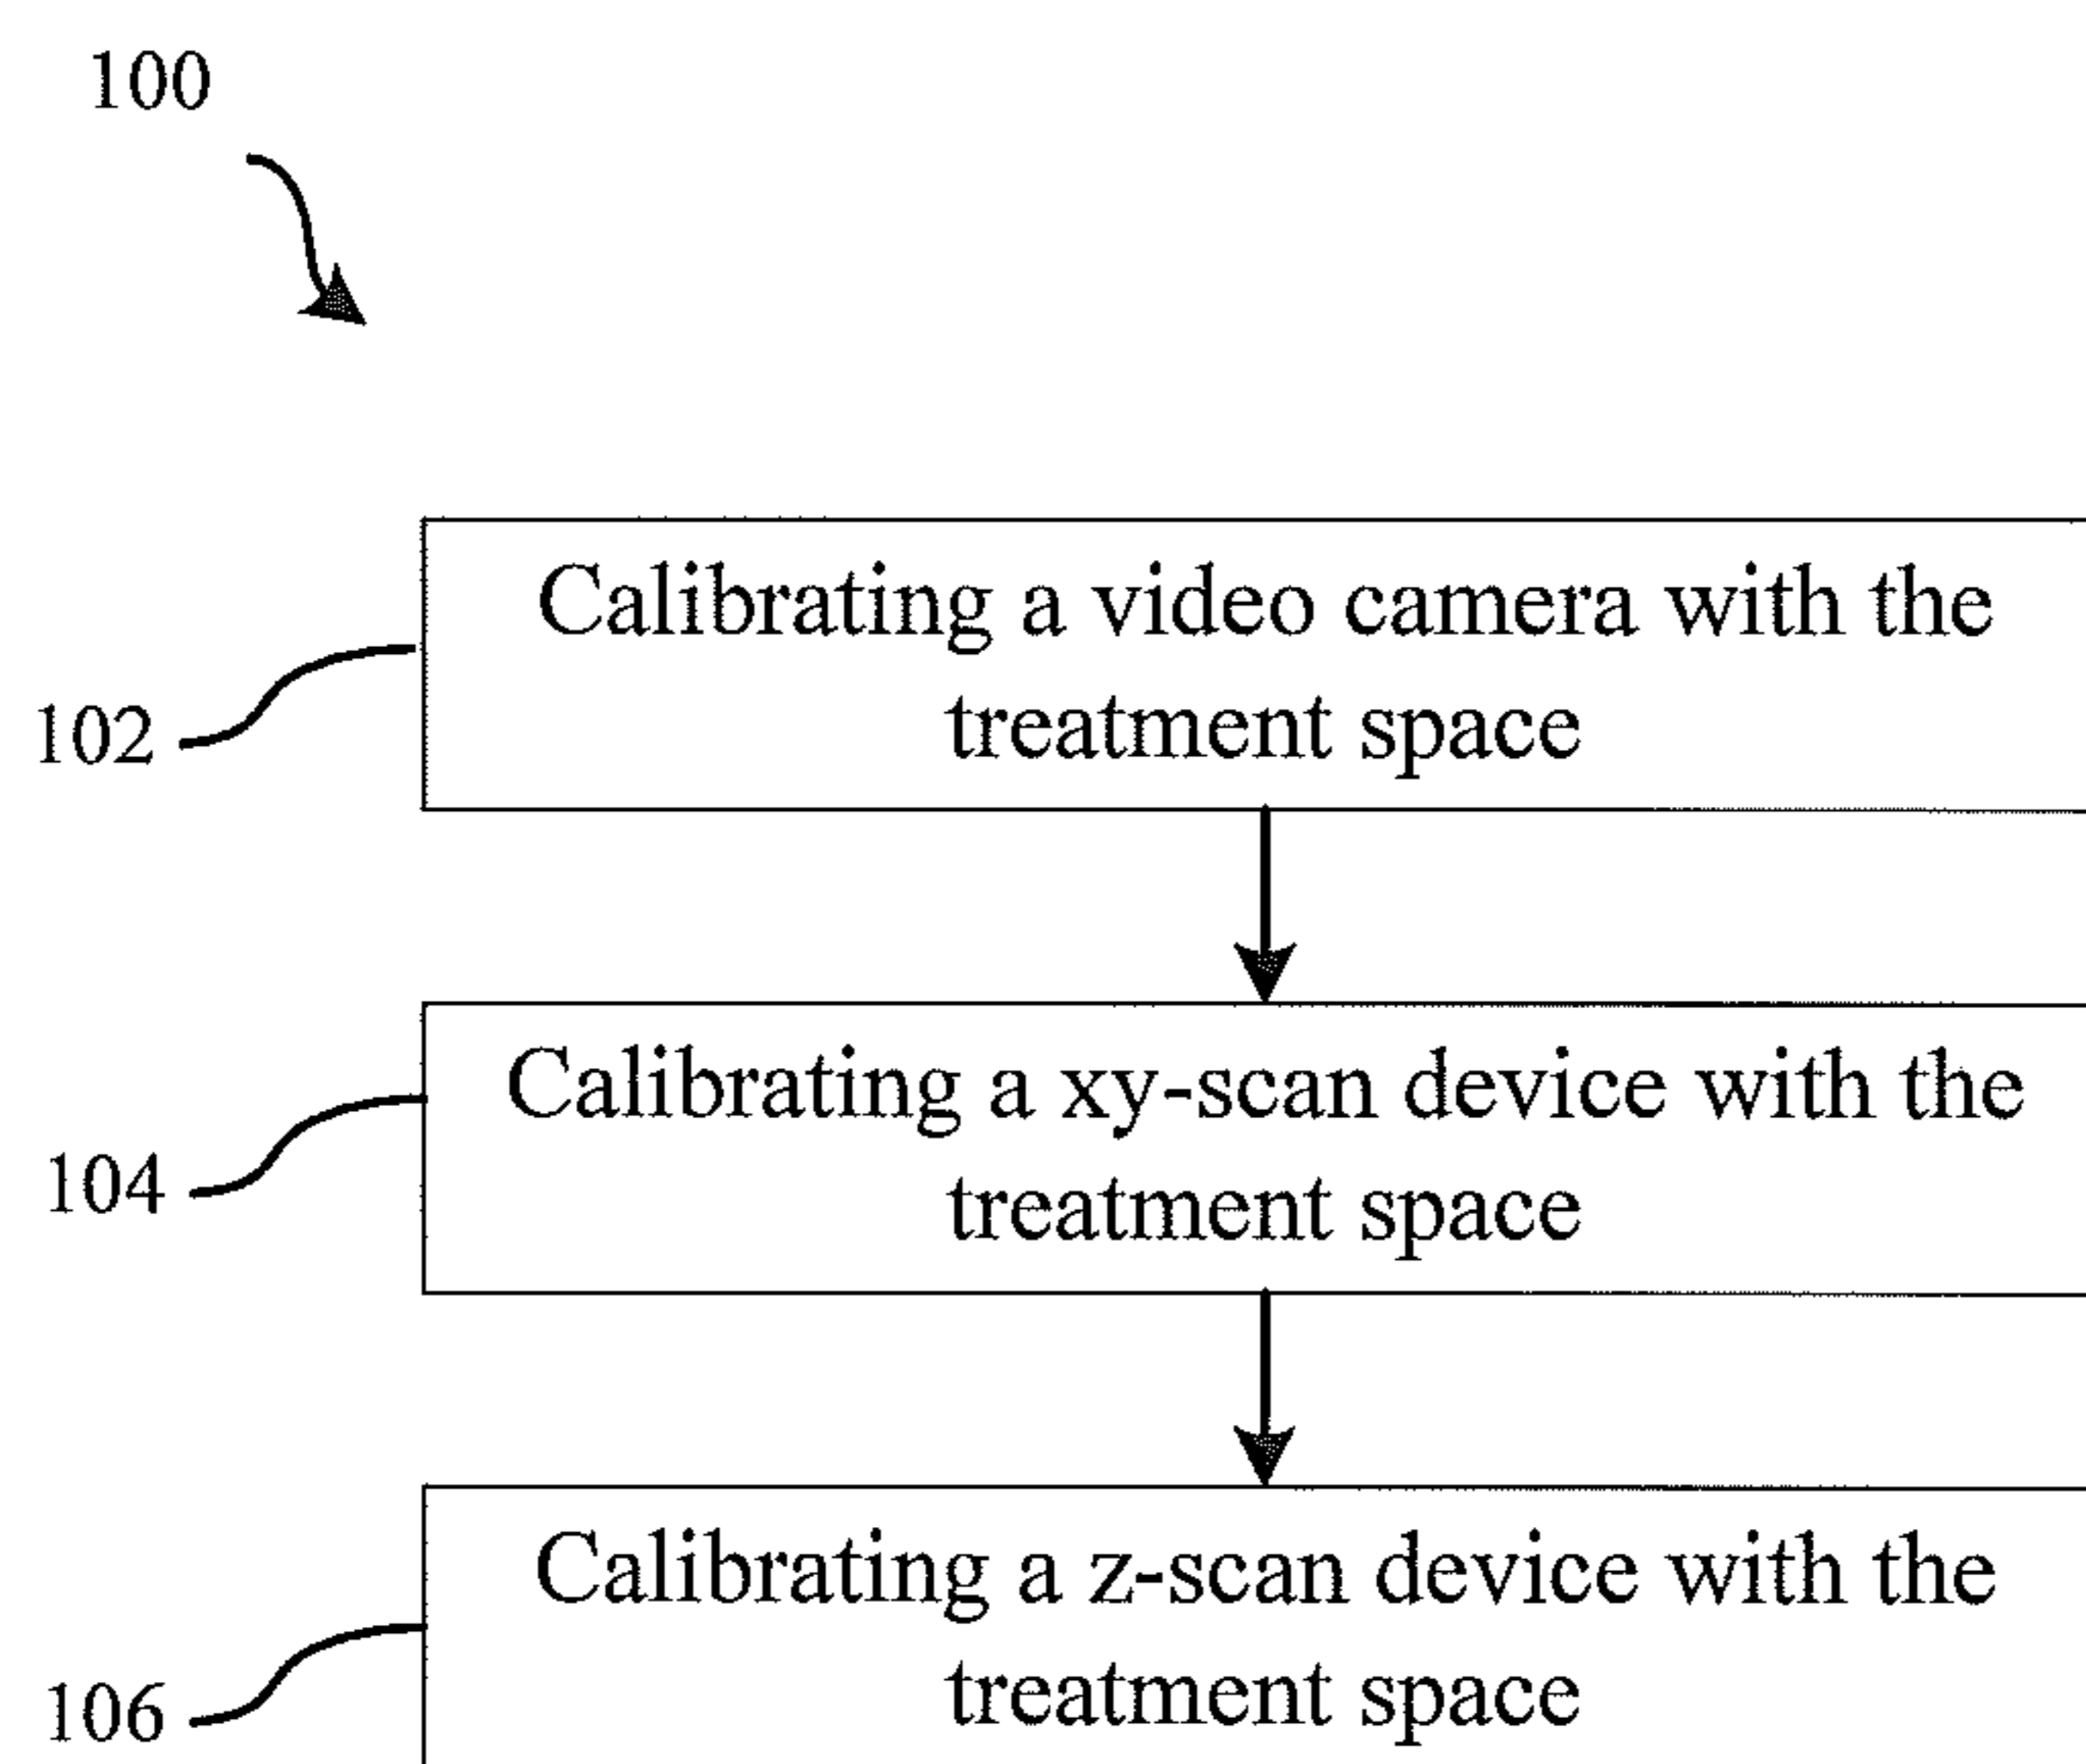 100
Calibrating a video camera with the
treatment space
102
Calibrating a xy-scan device with the
treatment space
104
Calibrating a z-scan device with the
treatment space
106